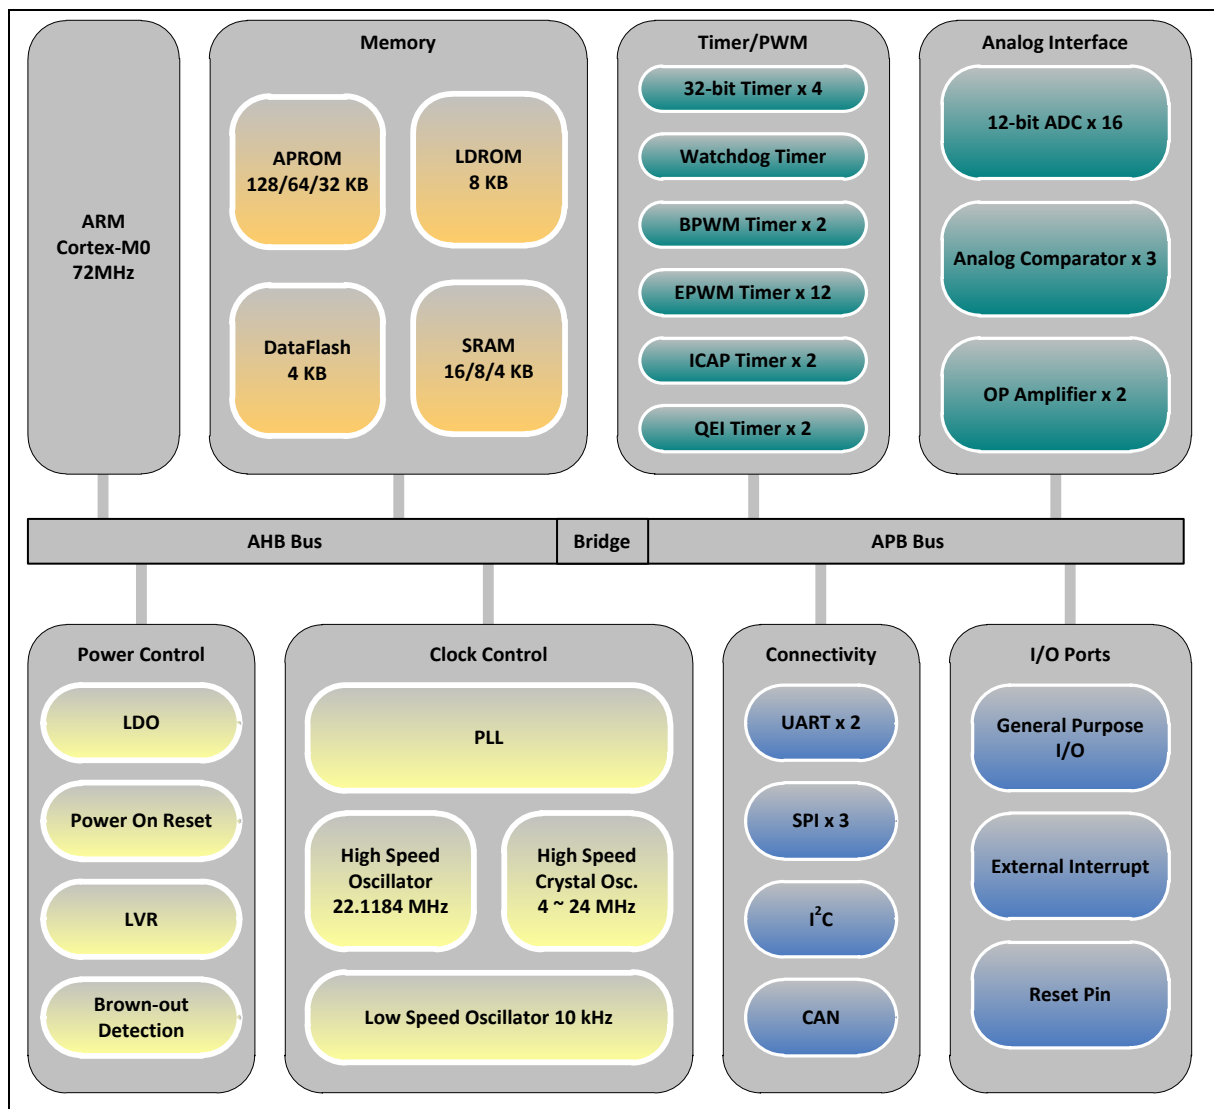 ARM
Cortex-M0
72MHz
Memory
APROM
128/64/32 KB
LDROM
8 KB
DataFlash
4 KB
SRAM
16/8/4 KB
Timer/PWM
32-bit Timer x 4
Watchdog Timer
BPWM Timer x 2
EPWM Timer x 12
ICAP Timer x 2
QEI Timer x 2
Analog Interface
12-bit ADC x 16
Analog Comparator x 3
OP Amplifier x 2
AHB Bus
Bridge
APB Bus
Power Control
LDO
Power On Reset
LVR
Brown-out
Detection
Clock Control
PLL
High Speed
Oscillator
22.1184 MHz
High Speed
Crystal Osc.
4 ~ 24 MHz
Low Speed Oscillator 10 kHz
Connectivity
UART x 2
SPI x 3
I²C
CAN
I/O Ports
General Purpose
I/O
External Interrupt
Reset Pin